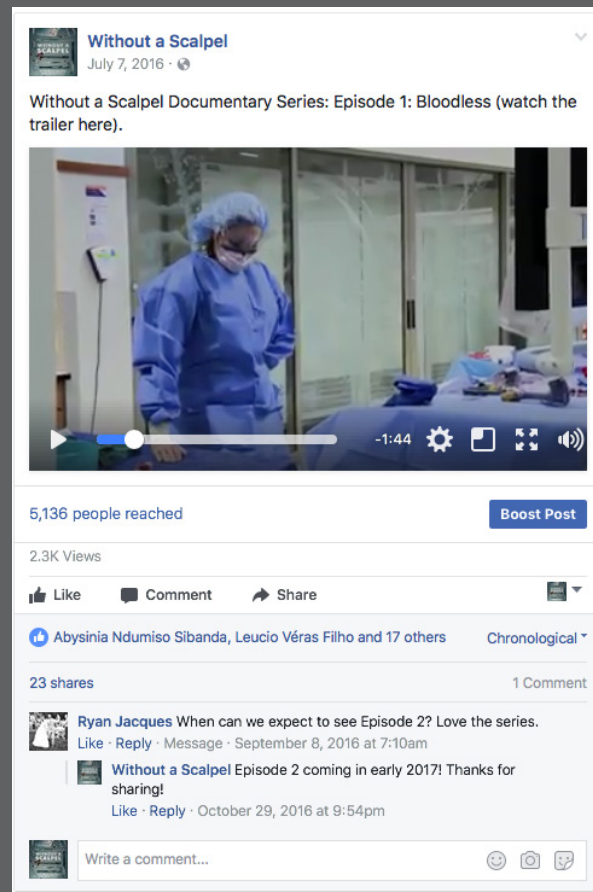 Without a Scalpel
July 7, 2016 ·
Without a Scalpel Documentary Series: Episode 1: Bloodless (watch the
trailer here).
-1:44
5,136 people reached
Boost Post
2.3K Views
Like Comment Share
Abysinia Ndumiso Sibanda, Leucio Véras Filho and 17 others
Chronological
23 shares
1 Comment
Ryan Jacques When can we expect to see Episode 2? Love the series.
Like · Reply · Message · September 8, 2016 at 7:10am
Without a Scalpel Episode 2 coming in early 2017! Thanks for
sharing!
Like · Reply · October 29, 2016 at 9:54pm
Write a comment...